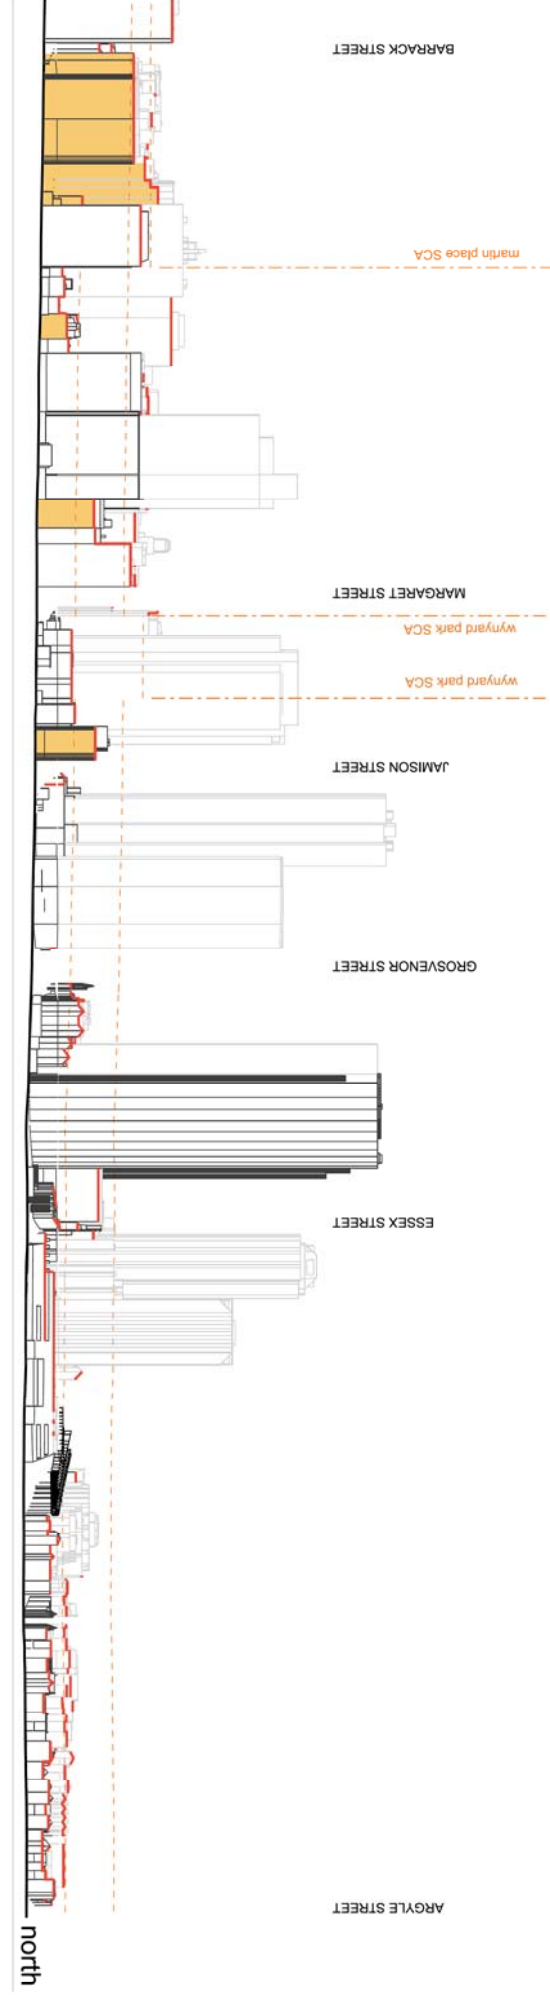 BARRACK STREET
martin place SCA
MARGARET STREET
wynyard park SCA
wynyard park SCA
JAMISON STREET
GROSVENOR STREET
ESSEX STREET
ARGYLE STREET
north